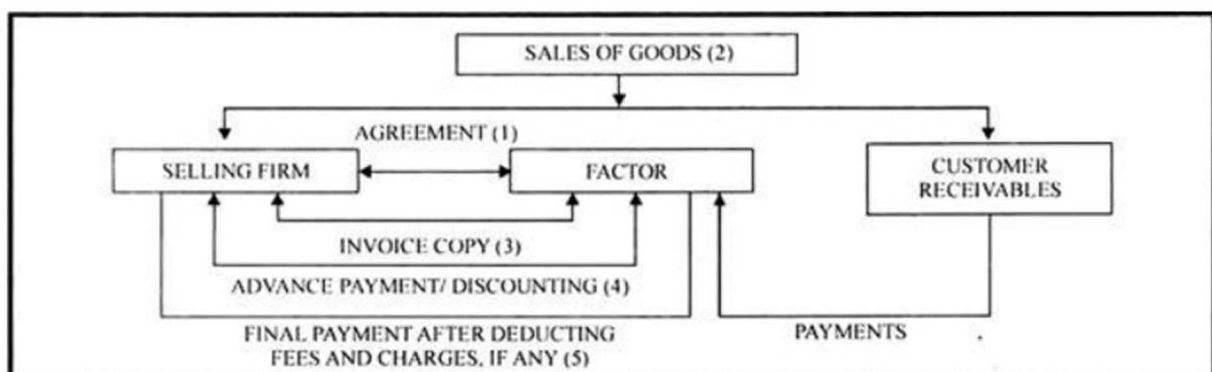 SALES OF GOODS (2)
AGREEMENT (1)
SELLING FIRM
FACTOR
CUSTOMER
RECEIVABLES
INVOICE COPY (3)
ADVANCE PAYMENT/ DISCOUNTING (4)
FINAL PAYMENT AFTER DEDUCTING
FEES AND CHARGES, IF ANY (5)
PAYMENTS